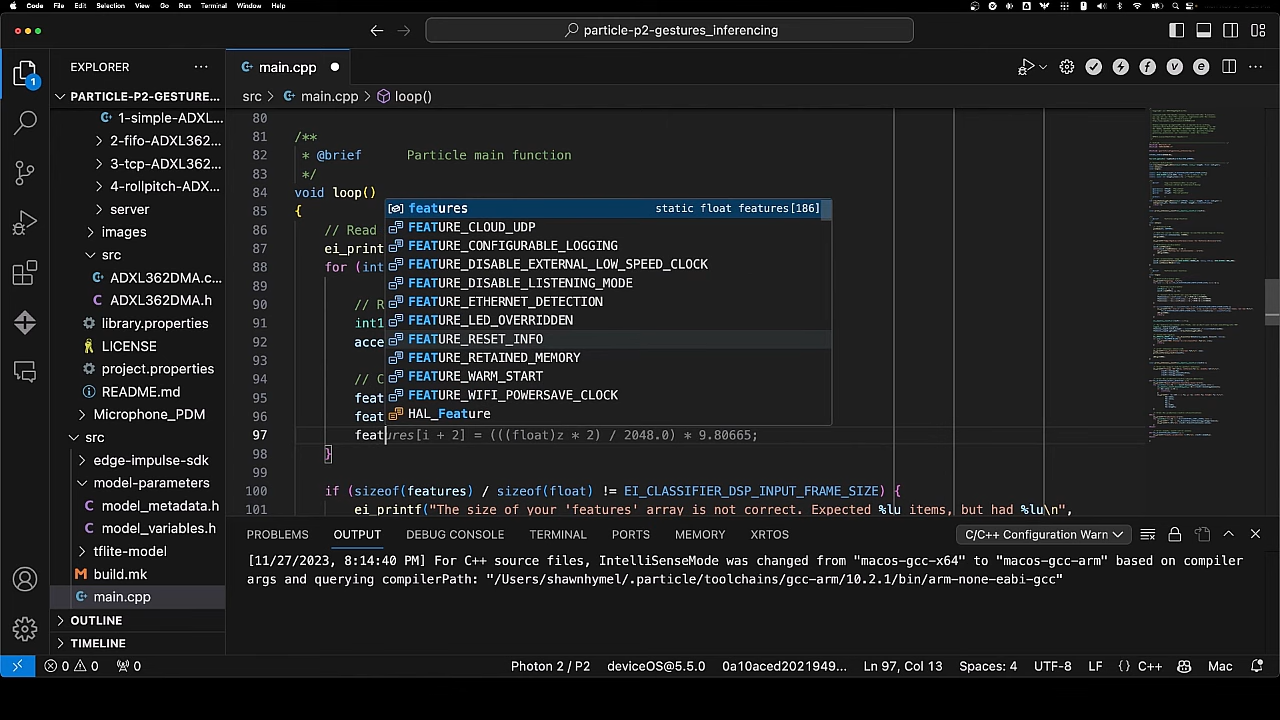 Code File Edit Selection View Go Run Terminal Window Help
particle-p2-gestures_inferencing
EXPLORER
main.cpp
PARTICLE-P2-GESTURE...
src > main.cpp > loop()
1-simple-ADXL...
2-fifo-ADXL362...
3-tcp-ADXL362...
4-rollpitch-ADX...
server
images
src
ADXL362DMA.c...
ADXL362DMA.h
library.properties
LICENSE
project.properties
README.md
Microphone_PDM
src
edge-impulse-sdk
model-parameters
model_metadata.h
model_variables.h
tflite-model
build.mk
main.cpp
OUTLINE
TIMELINE
1
80
81 /**
82 * @brief Particle main function
83 */
84 void loop()
85 {
86 // Read
87 ei_print
88 for (int
89
90 // R
91 int1
92 acce
93
94 // C
95 feat
96 feat
97 features[i + 2] = (((float)z * 2) / 2048.0) * 9.80665;
98 }
99
100 if (sizeof(features) / sizeof(float) != EI_CLASSIFIER_DSP_INPUT_FRAME_SIZE) {
101 ei_printf("The size of your 'features' array is not correct. Expected %lu items, but had %lu\n",
features static float features[186]
FEATURE_CLOUD_UDP
FEATURE_CONFIGURABLE_LOGGING
FEATURE_DISABLE_EXTERNAL_LOW_SPEED_CLOCK
FEATURE_DISABLE_LISTENING_MODE
FEATURE_ETHERNET_DETECTION
FEATURE_LED_OVERRIDDEN
FEATURE_RESET_INFO
FEATURE_RETAINED_MEMORY
FEATURE_WARM_START
FEATURE_WIFI_POWERSAVE_CLOCK
HAL_Feature
PROBLEMS OUTPUT DEBUG CONSOLE TERMINAL PORTS MEMORY XRTOS
C/C++ Configuration Warn
[11/27/2023, 8:14:40 PM] For C++ source files, IntelliSenseMode was changed from "macos-gcc-x64" to "macos-gcc-arm" based on compiler
args and querying compilerPath: "/Users/shawnhymel/.particle/toolchains/gcc-arm/10.2.1/bin/arm-none-eabi-gcc"
0 0 0 Photon 2 / P2 deviceOS@5.5.0 0a10aced2021949... Ln 97, Col 13 Spaces: 4 UTF-8 LF {} C++ Mac